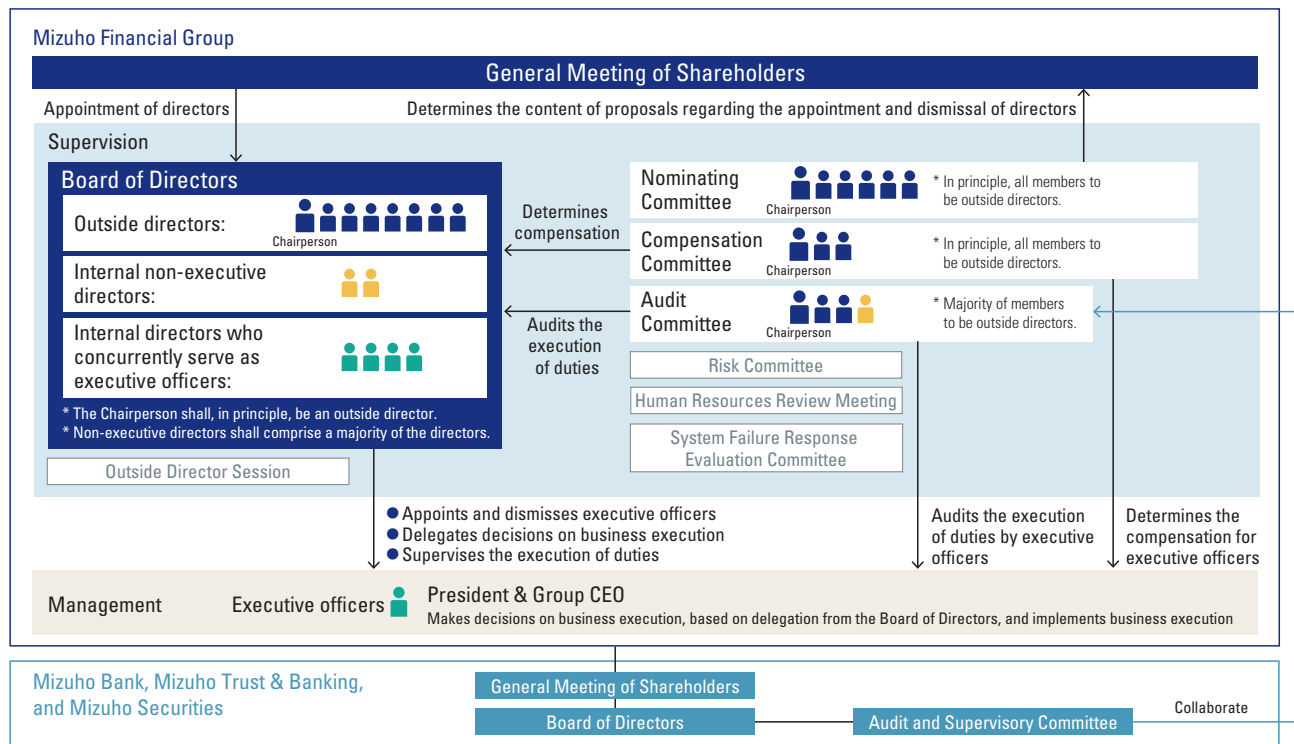 Mizuho Financial Group
General Meeting of Shareholders
Appointment of directors
Determines the content of proposals regarding the appointment and dismissal of directors
Supervision
Board of Directors
Outside directors:
Chairperson
Internal non-executive
directors:
Internal directors who
concurrently serve as
executive officers:
* The Chairperson shall, in principle, be an outside director.
* Non-executive directors shall comprise a majority of the directors.
Outside Director Session
Determines
compensation
Audits the
execution
of duties
Nominating
Committee
Chairperson
* In principle, all members to
be outside directors.
Compensation
Committee
Chairperson
* In principle, all members to
be outside directors.
Audit
Committee
Chairperson
* Majority of members
to be outside directors.
Risk Committee
Human Resources Review Meeting
System Failure Response
Evaluation Committee
● Appoints and dismisses executive officers
● Delegates decisions on business execution
● Supervises the execution of duties
Audits the execution
of duties by executive
officers
Determines the
compensation for
executive officers
Management
Executive officers
President & Group CEO
Makes decisions on business execution, based on delegation from the Board of Directors, and implements business execution
Mizuho Bank, Mizuho Trust & Banking,
and Mizuho Securities
General Meeting of Shareholders
Board of Directors
Audit and Supervisory Committee
Collaborate